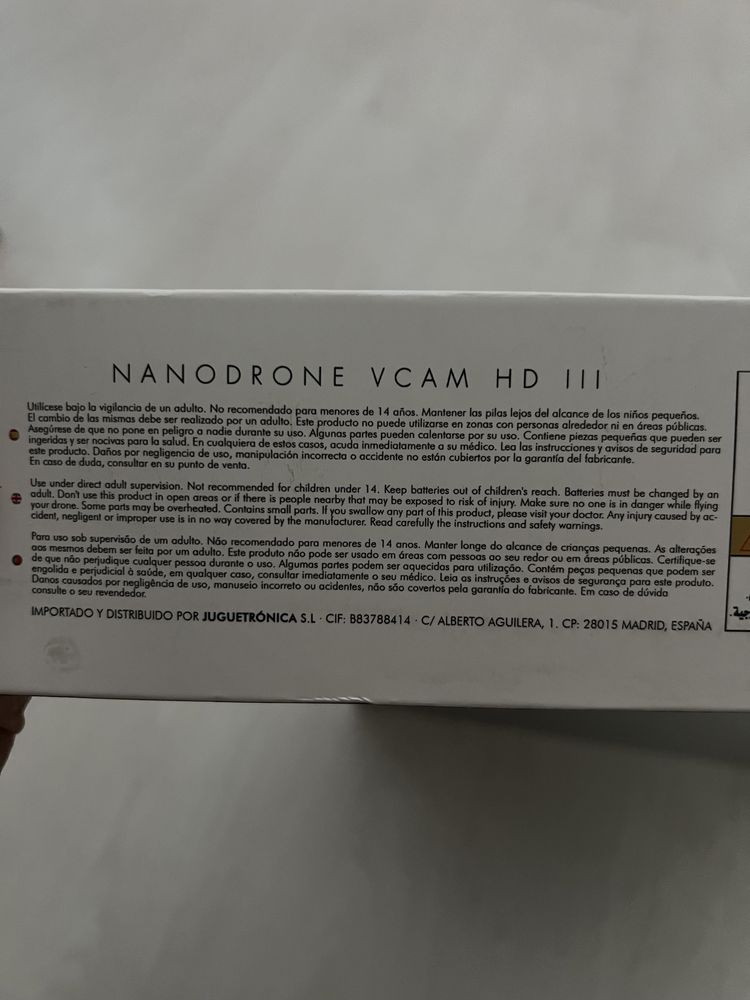 NANODRONE VCAM HD III
Utilícese bajo la vigilancia de un adulto. No recomendado para menores de 14 años. Mantener las pilas lejos del alcance de los niños pequeños.
El cambio de las mismas debe ser realizado por un adulto. Este producto no puede utilizarse en zonas con personas alrededor ni en áreas públicas.
Asegúrese de que no pone en peligro a nadie durante su uso. Algunas partes pueden calentarse por su uso. Contiene piezas pequeñas que pueden ser
ingeridas y ser nocivas para la salud. En cualquiera de estos casos, acuda inmediatamente a su médico. Lea las instrucciones y avisos de seguridad para
este producto. Daños por negligencia de uso, manipulación incorrecta o accidente no están cubiertos por la garantía del fabricante.
En caso de duda, consultar en su punto de venta.
Use under direct adult supervision. Not recommended for children under 14. Keep batteries out of children's reach. Batteries must be changed by an
adult. Don't use this product in open areas or if there is people nearby that may be exposed to risk of injury. Make sure no one is in danger while flying
your drone. Some parts may be overheated. Contains small parts. If you swallow any part of this product, please visit your doctor. Any injury caused by ac-
cident, negligent or improper use is in no way covered by the manufacturer. Read carefully the instructions and safety warnings.
Para uso sob supervisão de um adulto. Não recomendado para menores de 14 anos. Manter longe do alcance de crianças pequenas. As alterações
aos mesmos debem ser feita por um adulto. Este produto não pode ser usado em áreas com pessoas ao seu redor ou em áreas públicas. Certifique-se
de que não perjudique qualquer pessoa durante o uso. Algumas partes podem ser aquecidas para utilização. Contém peças pequenas que podem ser
engolida e perjudicial à saúde, em qualquer caso, consultar imediatamente o seu médico. Leia as instruções e avisos de segurança para este produto.
Danos causados por negligência de uso, manuseio incorreto ou acidentes, não são covertos pela garantía do fabricante. Em caso de dúvida
consulte o seu revendedor.
IMPORTADO Y DISTRIBUIDO POR JUGUETRÓNICA S.L · CIF: B83788414 · C/ ALBERTO AGUILERA, 1. CP: 28015 MADRID, ESPAÑA